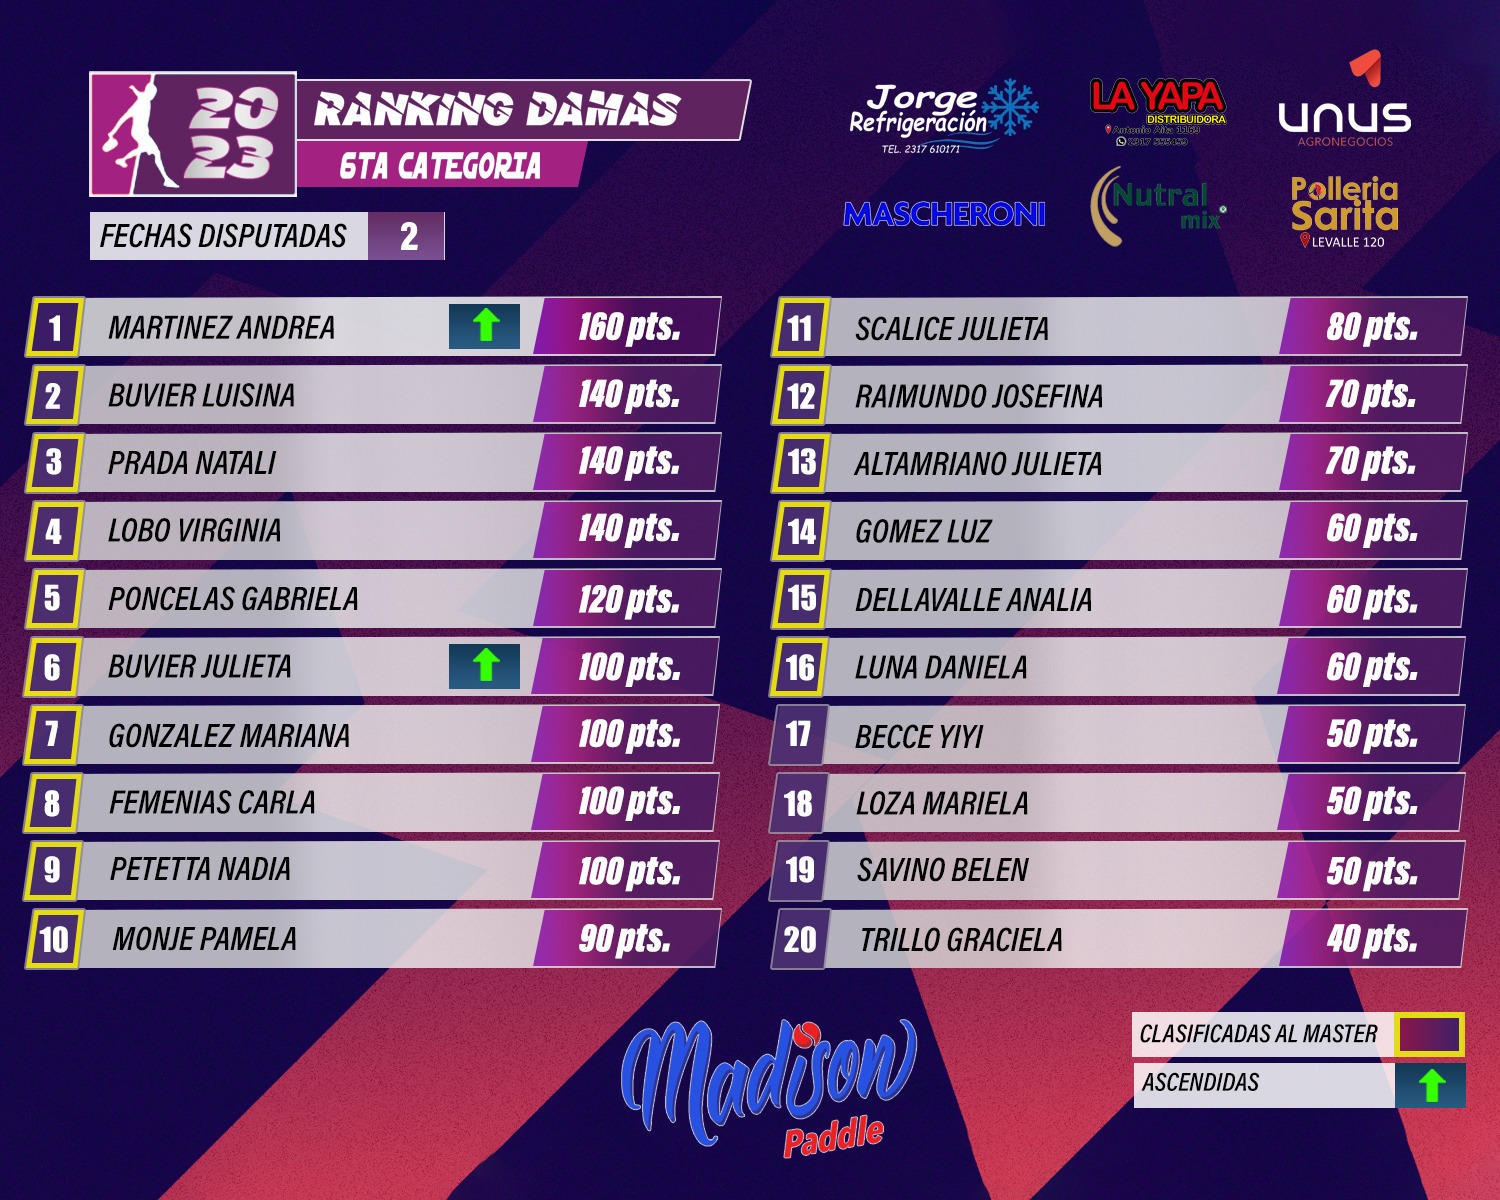 2023
RANKING DAMAS
6TA CATEGORIA
FECHAS DISPUTADAS 2
Jorge
Refrigeración
TEL. 2317 610171
LA YAPA
DISTRIBUIDORA
Antonio Aita 1159
2317 555459
unus
AGRONEGOCIOS
MASCHERONI
Nutral
mix
Polleria
Sarita
LEVALLE 120
1 MARTINEZ ANDREA 160 pts.
2 BUVIER LUISINA 140 pts.
3 PRADA NATALI 140 pts.
4 LOBO VIRGINIA 140 pts.
5 PONCELAS GABRIELA 120 pts.
6 BUVIER JULIETA 100 pts.
7 GONZALEZ MARIANA 100 pts.
8 FEMENIAS CARLA 100 pts.
9 PETETTA NADIA 100 pts.
10 MONJE PAMELA 90 pts.
11 SCALICE JULIETA 80 pts.
12 RAIMUNDO JOSEFINA 70 pts.
13 ALTAMRIANO JULIETA 70 pts.
14 GOMEZ LUZ 60 pts.
15 DELLAVALLE ANALIA 60 pts.
16 LUNA DANIELA 60 pts.
17 BECCE YIYI 50 pts.
18 LOZA MARIELA 50 pts.
19 SAVINO BELEN 50 pts.
20 TRILLO GRACIELA 40 pts.
Madison
Paddle
CLASIFICADAS AL MASTER
ASCENDIDAS